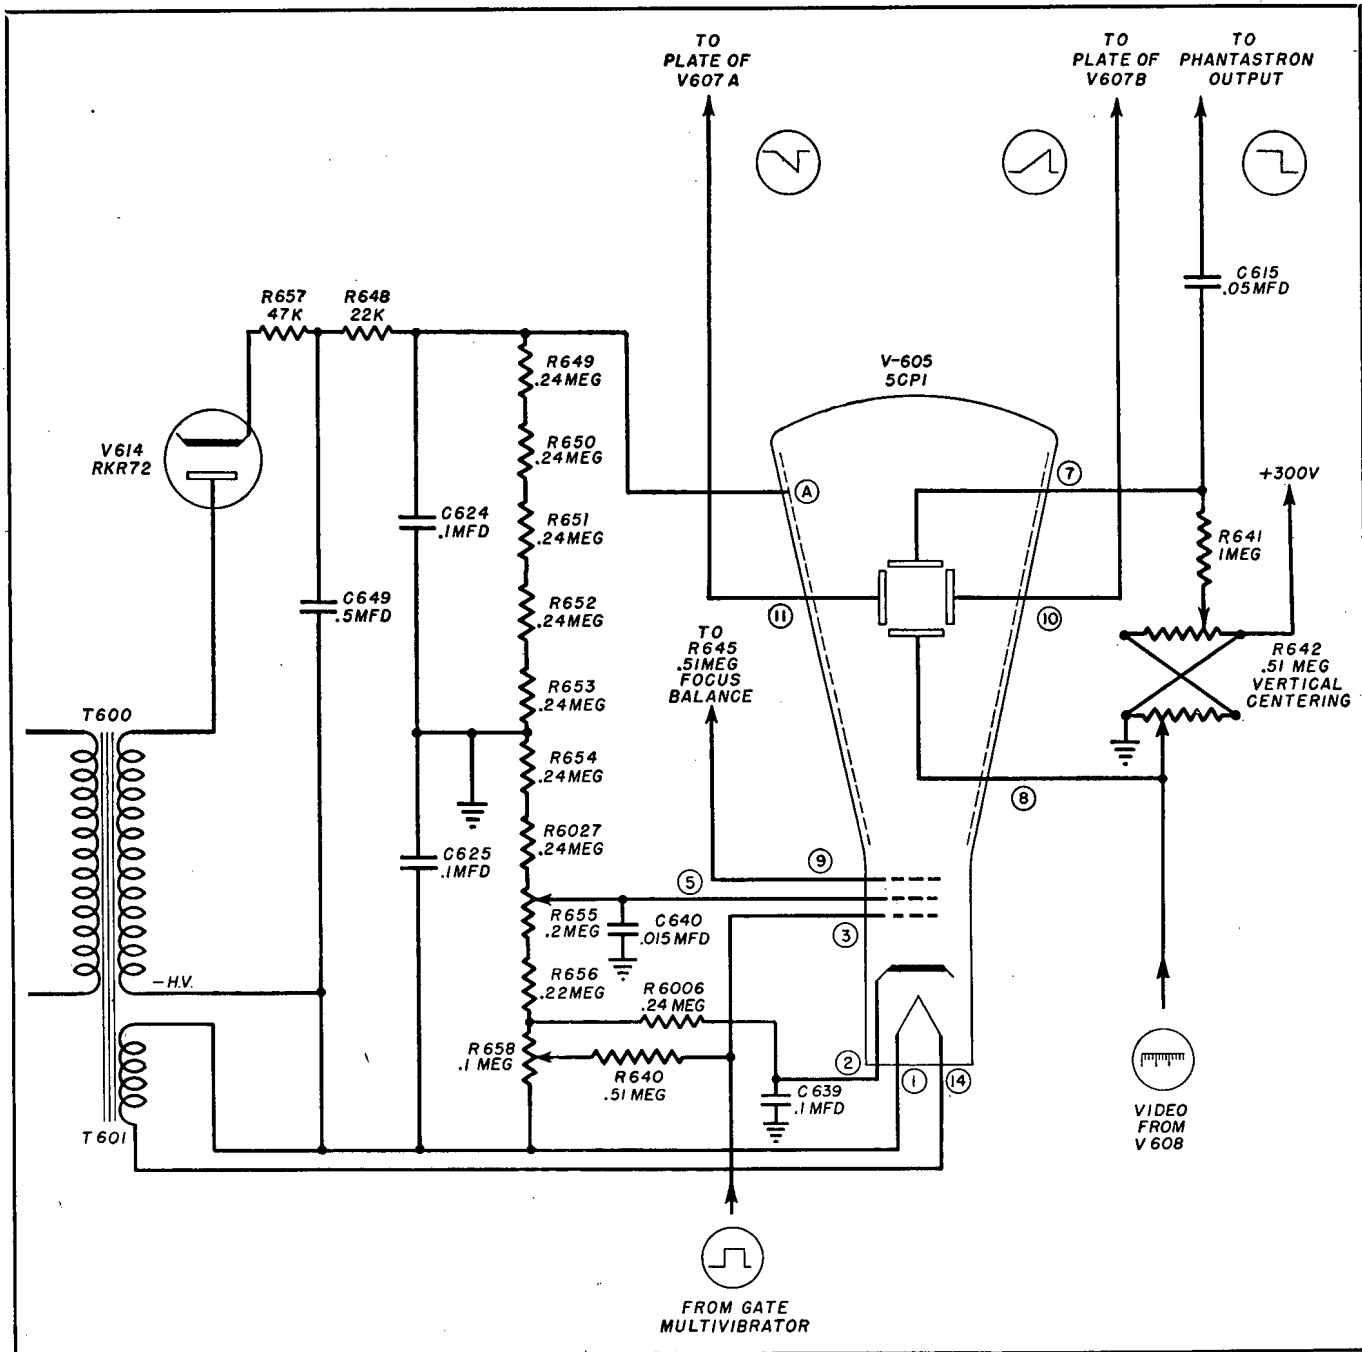 TO
PLATE OF
V607A
TO
PLATE OF
V607B
TO
PHANTASTRON
OUTPUT
C615
.05MFD
R657
47K
R648
22K
V-605
5CP1
R649
.24MEG
V614
RKR72
R650
.24MEG
A
7
+300V
C624
.1MFD
R651
.24MEG
R641
1MEG
C649
.5MFD
R652
.24MEG
11
10
TO
R645
.51MEG
FOCUS
BALANCE
R642
.51 MEG
VERTICAL
CENTERING
R653
.24MEG
T600
R654
.24MEG
8
R6027
.24MEG
C625
.1MFD
9
5
R655
.2MEG
C640
.015MFD
3
-H.V.
R656
.22MEG
R6006
.24 MEG
R658
.1 MEG
R640
.51 MEG
2
1
14
C639
.1MFD
VIDEO
FROM
V608
T601
FROM GATE
MULTIVIBRATOR